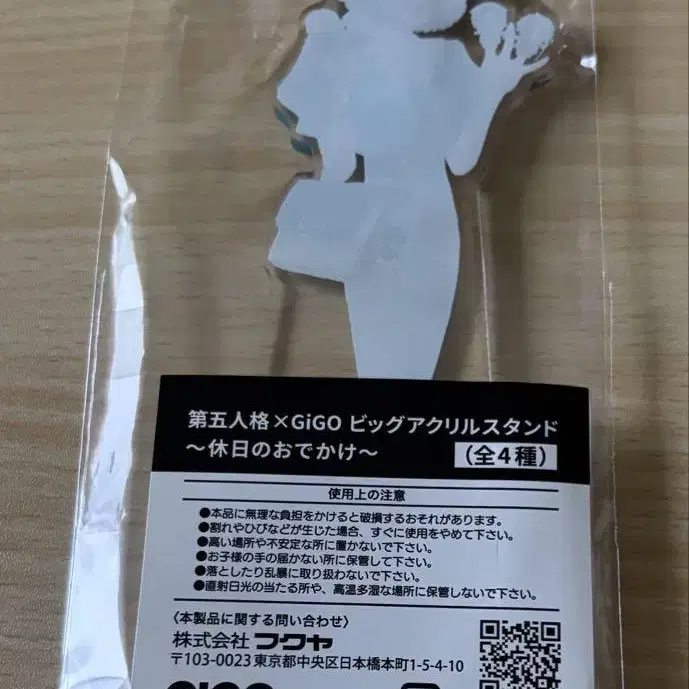 第五人格×GiGO ビッグアクリルスタンド
～休日のおでかけ～ (全4種)
使用上の注意
●本品に無理な負担をかけると破損するおそれがあります。
●割れやひびなどが生じた場合、すぐに使用をやめて下さい。
●高い場所や不安定な所に置かないで下さい。
●お子様の手の届かない所に保管して下さい。
●落としたり乱暴に取り扱わないで下さい。
●直射日光の当たる所や、高温多湿な場所に保管しないで下さい。
〈本製品に関する問い合わせ〉
株式会社 フクヤ
〒103-0023 東京都中央区日本橋本町1-5-4-10
GiGO